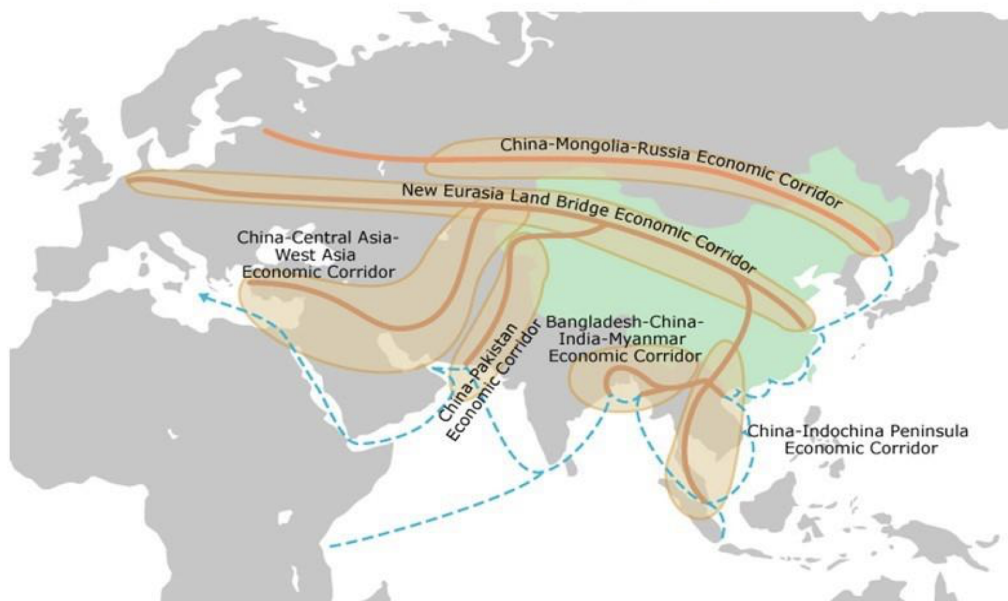 China-Mongolia-Russia Economic Corridor
New Eurasia Land Bridge Economic Corridor
China-Central Asia-
West Asia
Economic Corridor
China-Pakistan
Economic Corridor
Bangladesh-China-
India-Myanmar
Economic Corridor
China-Indochina Peninsula
Economic Corridor